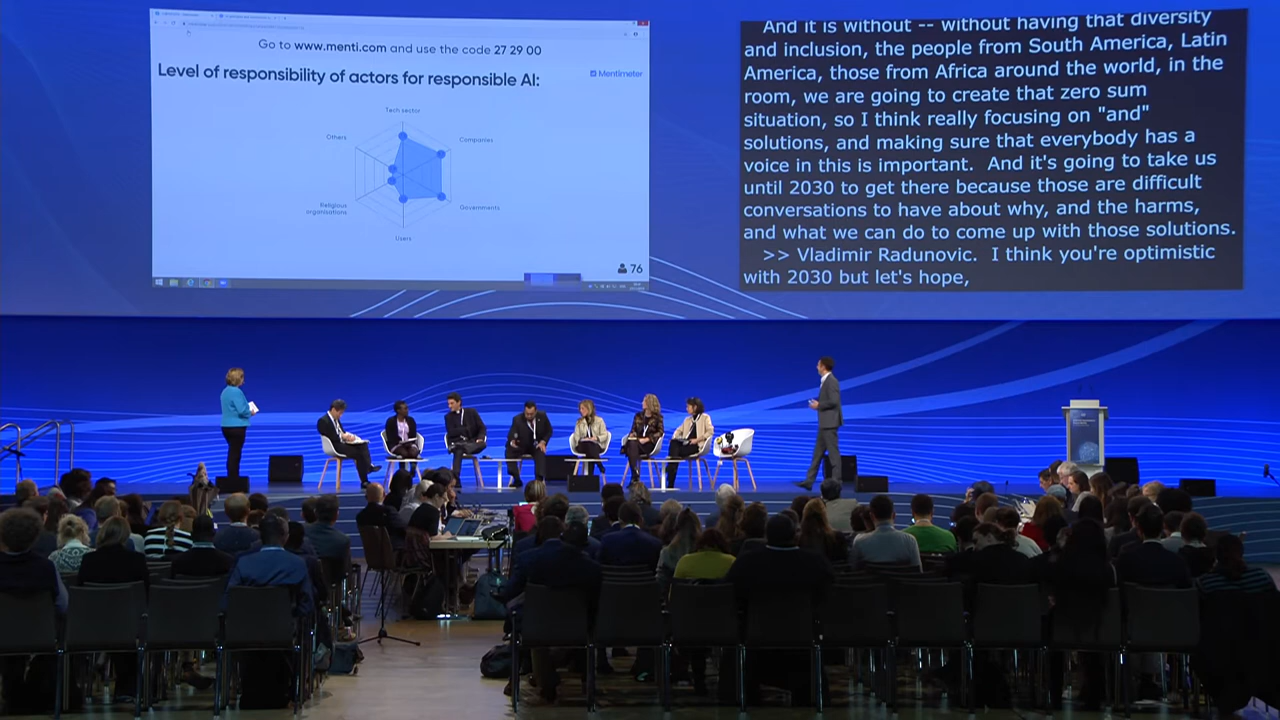 Go to www.menti.com and use the code 27 29 00
Level of responsibility of actors for responsible AI:
Mentimeter
Tech sector
Others
Companies
Religious
organisations
Governments
Users
76
And it is without -- without having that diversity
and inclusion, the people from South America, Latin
America, those from Africa around the world, in the
room, we are going to create that zero sum
situation, so I think really focusing on "and"
solutions, and making sure that everybody has a
voice in this is important. And it's going to take us
until 2030 to get there because those are difficult
conversations to have about why, and the harms,
and what we can do to come up with those solutions.
>> Vladimir Radunovic. I think you're optimistic
with 2030 but let's hope,